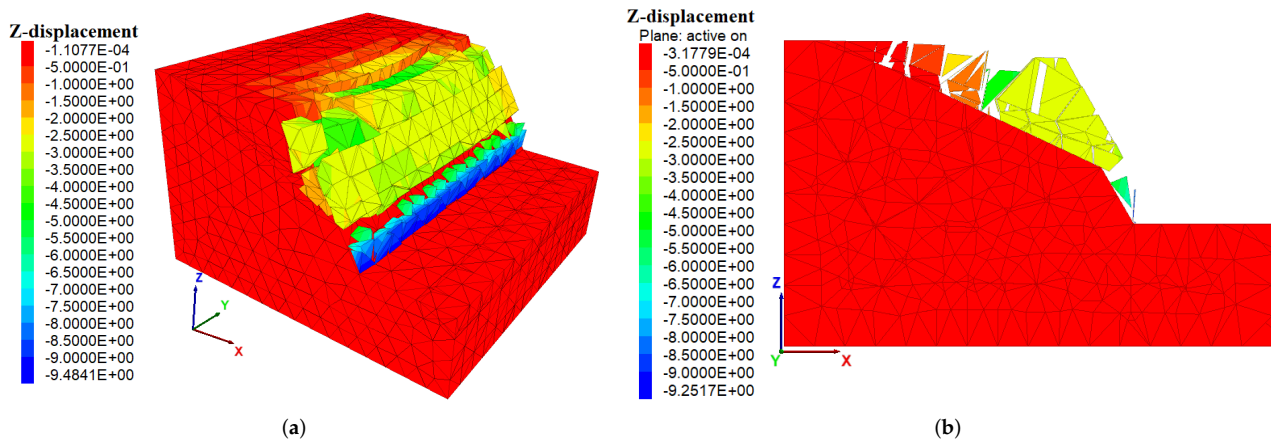 Z-displacement
-1.1077E-04
-5.0000E-01
-1.0000E+00
-1.5000E+00
-2.0000E+00
-2.5000E+00
-3.0000E+00
-3.5000E+00
-4.0000E+00
-4.5000E+00
-5.0000E+00
-5.5000E+00
-6.0000E+00
-6.5000E+00
-7.0000E+00
-7.5000E+00
-8.0000E+00
-8.5000E+00
-9.0000E+00
-9.4841E+00
Z
Y
X
(a)
Z-displacement
Plane: active on
-3.1779E-04
-5.0000E-01
-1.0000E+00
-1.5000E+00
-2.0000E+00
-2.5000E+00
-3.0000E+00
-3.5000E+00
-4.0000E+00
-4.5000E+00
-5.0000E+00
-5.5000E+00
-6.0000E+00
-6.5000E+00
-7.0000E+00
-7.5000E+00
-8.0000E+00
-8.5000E+00
-9.0000E+00
-9.2517E+00
Z
Y
X
(b)